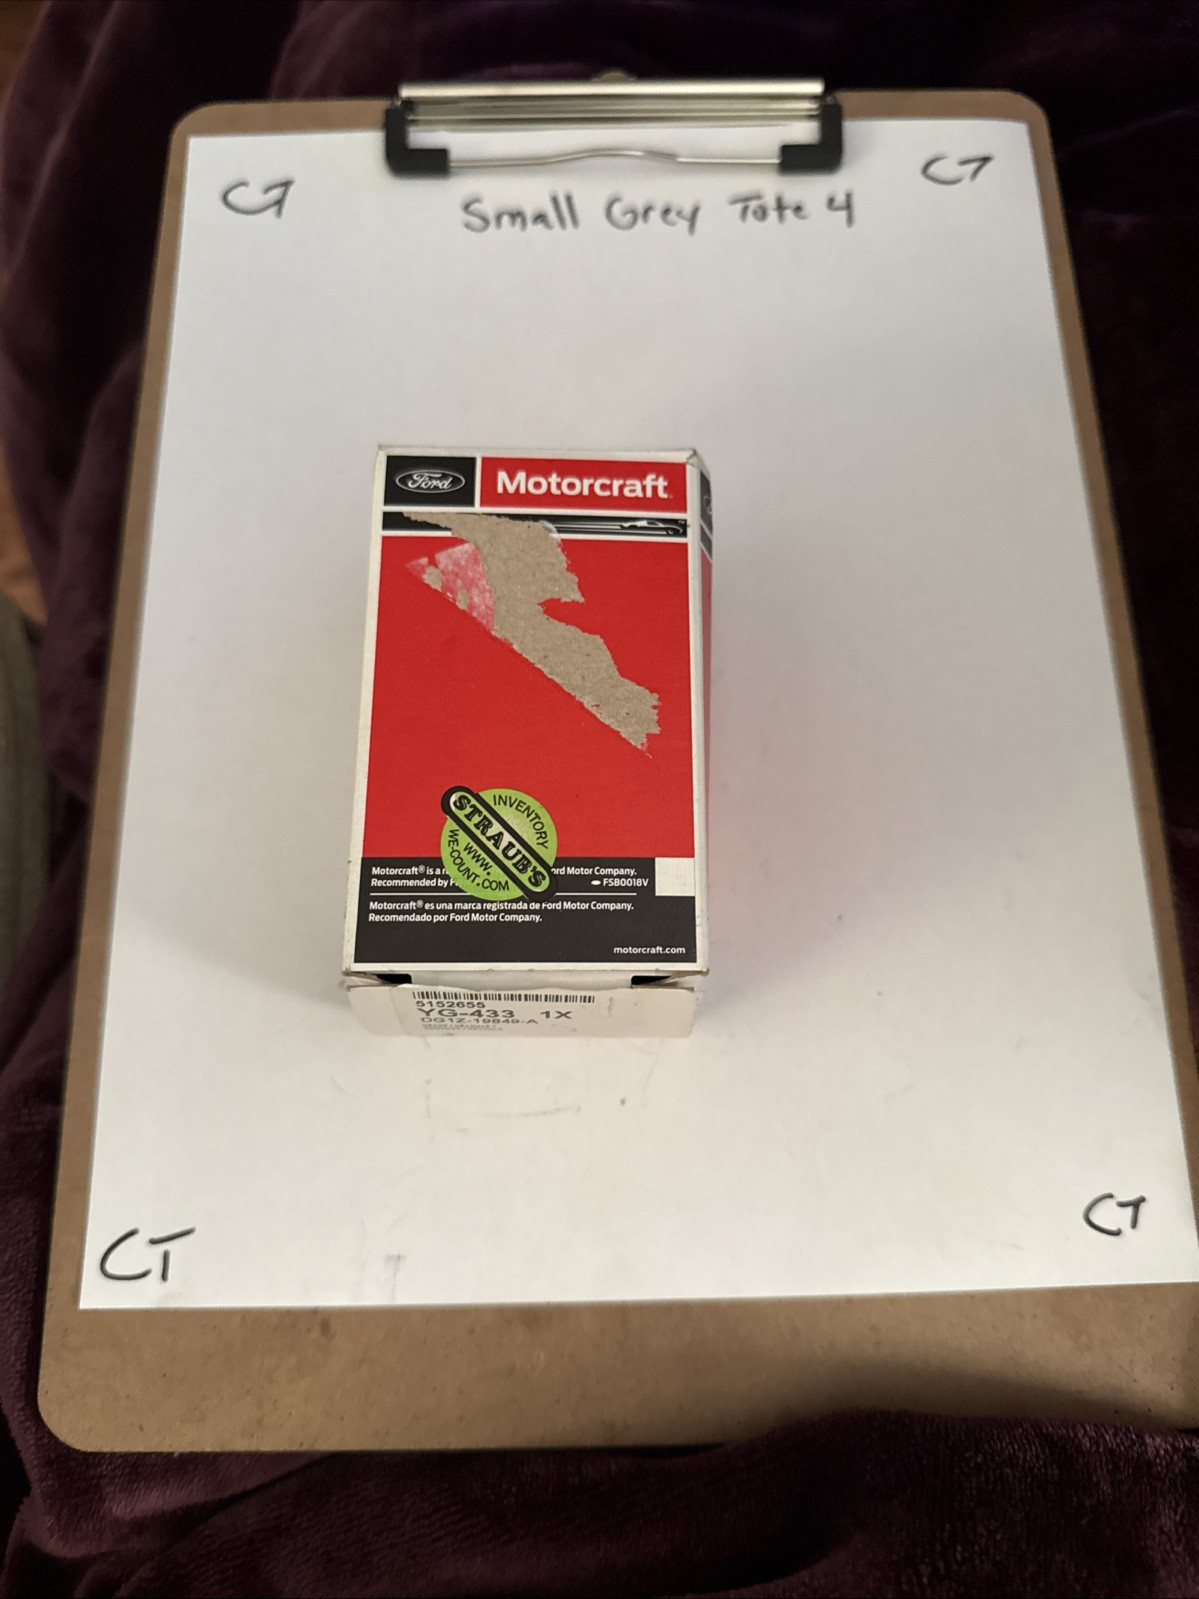 CT
CT
Small Grey Tote 4
Ford
Motorcraft
INVENTORY
STRAUB'S
WWW.
WE-COUNT.COM
Motorcraft® is a r ord Motor Company.
Recommended by F FSB0018V
Motorcraft® es una marca registrada de Ford Motor Company.
Recomendado por Ford Motor Company.
motorcraft.com
5152655
YG-433 1X
DG1Z-19849-A
CT
CT